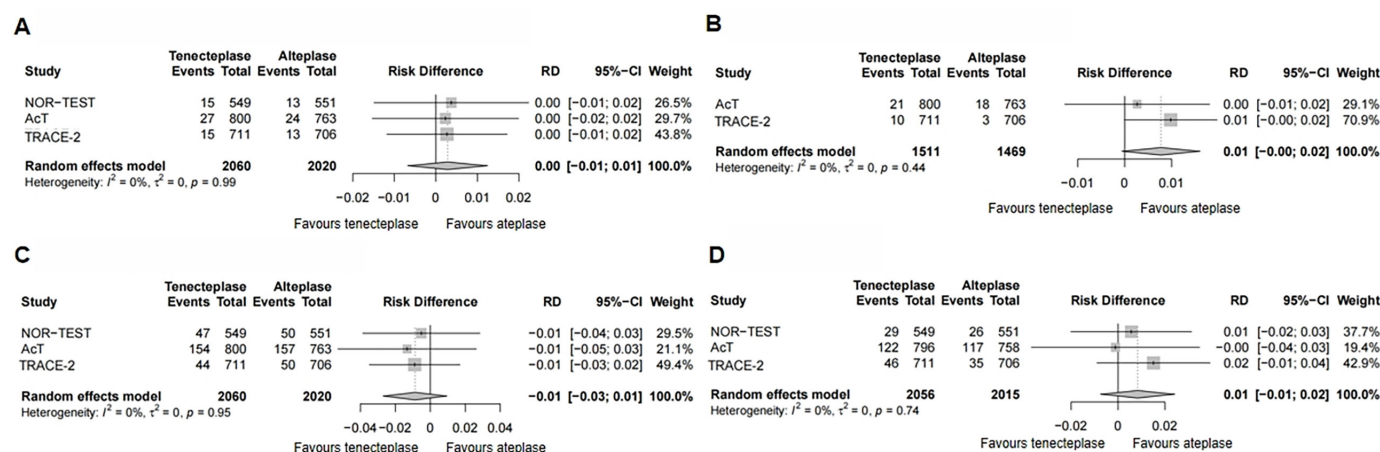 A
Tenecteplase Alteplase
Study Events Total Events Total Risk Difference RD 95%−CI Weight
NOR−TEST 15 549 13 551 0.00 [−0.01; 0.02] 26.5%
AcT 27 800 24 763 0.00 [−0.02; 0.02] 29.7%
TRACE-2 15 711 13 706 0.00 [−0.01; 0.02] 43.8%
Random effects model 2060 2020 0.00 [−0.01; 0.01] 100.0%
Heterogeneity: I² = 0%, τ² = 0, p = 0.99
−0.02 −0.01 0 0.01 0.02
Favours tenecteplase Favours ateplase
B
Tenecteplase Alteplase
Study Events Total Events Total Risk Difference RD 95%−CI Weight
AcT 21 800 18 763 0.00 [−0.01; 0.02] 29.1%
TRACE-2 10 711 3 706 0.01 [−0.00; 0.02] 70.9%
Random effects model 1511 1469 0.01 [−0.00; 0.02] 100.0%
Heterogeneity: I² = 0%, τ² = 0, p = 0.44
−0.01 0 0.01
Favours tenecteplase Favours ateplase
C
Tenecteplase Alteplase
Study Events Total Events Total Risk Difference RD 95%−CI Weight
NOR−TEST 47 549 50 551 −0.01 [−0.04; 0.03] 29.5%
AcT 154 800 157 763 −0.01 [−0.05; 0.03] 21.1%
TRACE-2 44 711 50 706 −0.01 [−0.03; 0.02] 49.4%
Random effects model 2060 2020 −0.01 [−0.03; 0.01] 100.0%
Heterogeneity: I² = 0%, τ² = 0, p = 0.95
−0.04 −0.02 0 0.02 0.04
Favours tenecteplase Favours ateplase
D
Tenecteplase Alteplase
Study Events Total Events Total Risk Difference RD 95%−CI Weight
NOR−TEST 29 549 26 551 0.01 [−0.02; 0.03] 37.7%
AcT 122 796 117 758 −0.00 [−0.04; 0.03] 19.4%
TRACE-2 46 711 35 706 0.02 [−0.01; 0.04] 42.9%
Random effects model 2056 2015 0.01 [−0.01; 0.02] 100.0%
Heterogeneity: I² = 0%, τ² = 0, p = 0.74
−0.02 0 0.02
Favours tenecteplase Favours ateplase